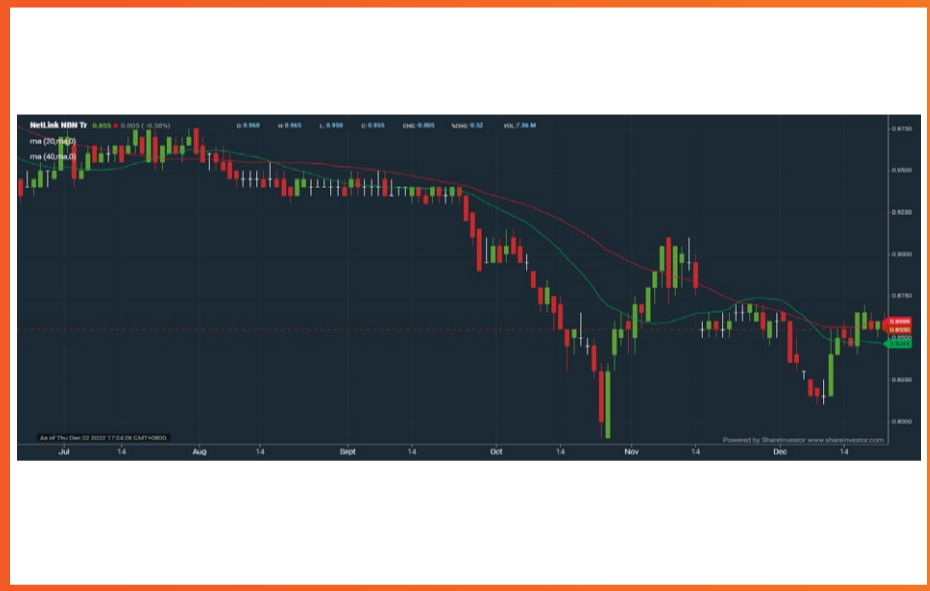 NetLink NBN Tr 0.855 0.005 (-0.58%) O: 0.960 H: 0.965 L: 0.950 C: 0.955 CHG: 0.005 %CHG: 0.52 VOL: 7.36 M
ma (20,ma,0)
ma (40,ma,0)
0.9750
0.9500
0.9250
0.9000
0.8750
0.8550
0.8500
0.8250
0.8000
As of Thu Dec 22 2022 17:24:26 GMT+0800
Powered by ShareInvestor www.shareinvestor.com
Jul 14 Aug 14 Sept 14 Oct 14 Nov 14 Dec 14